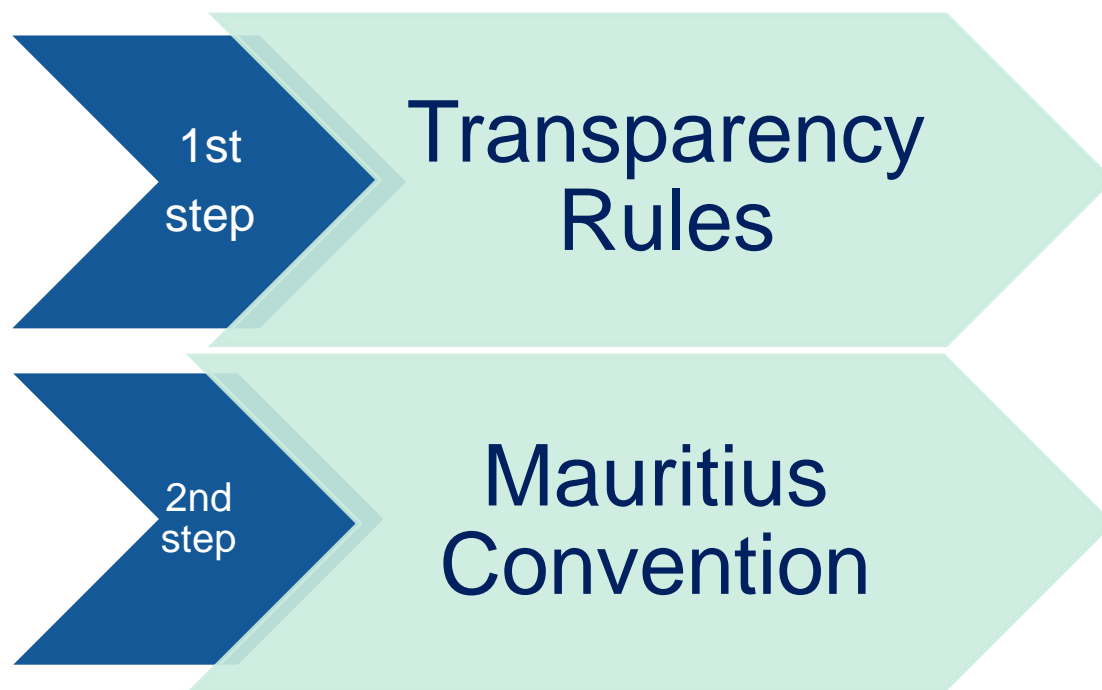 1st
step
Transparency
Rules
2nd
step
Mauritius
Convention